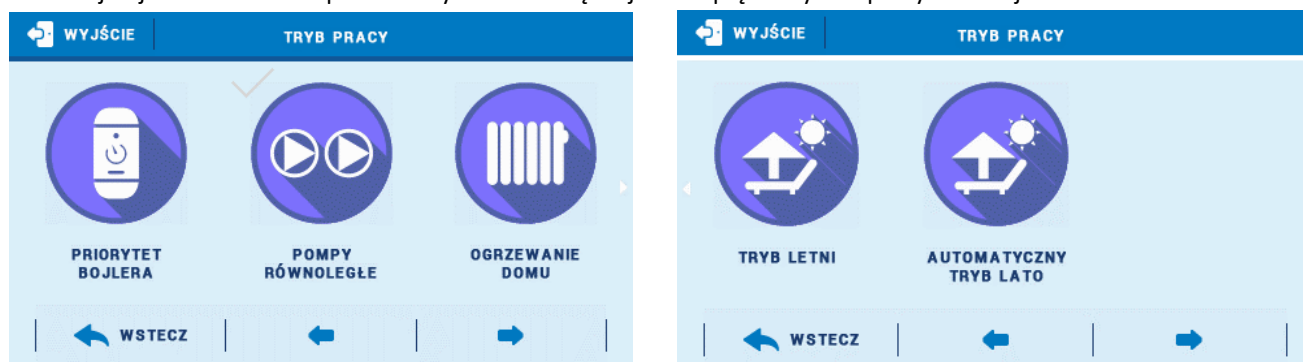 WYJŚCIE
TRYB PRACY
PRIORYTET
BOJLERA
POMPY
RÓWNOLEGŁE
OGRZEWANIE
DOMU
WSTECZ
WYJŚCIE
TRYB PRACY
TRYB LETNI
AUTOMATYCZNY
TRYB LATO
WSTECZ